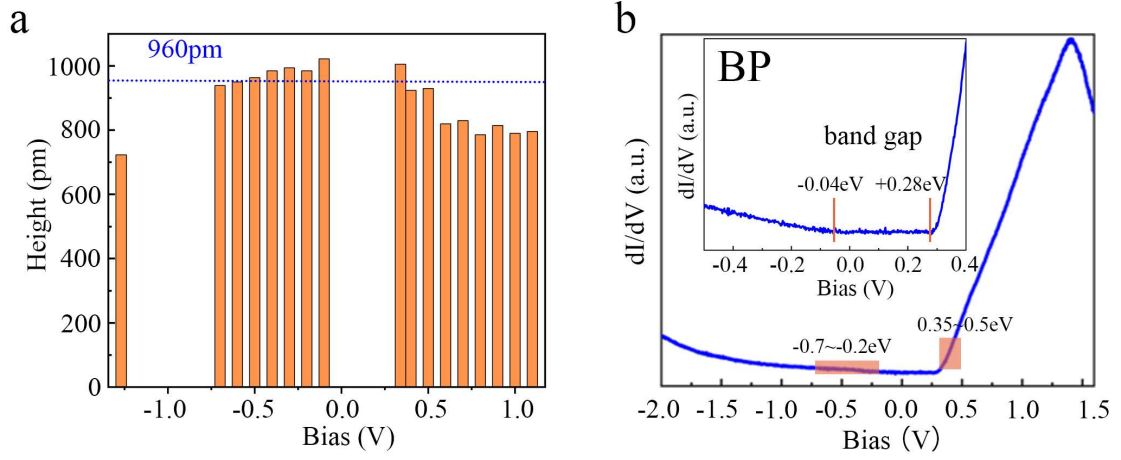 a
960pm
1000
800
600
400
200
0
Height (pm)
-1.0 -0.5 0.0 0.5 1.0
Bias (V)
b
BP
band gap
-0.04eV +0.28eV
dI/dV (a.u.)
-0.4 -0.2 0.0 0.2 0.4
Bias (V)
0.35~0.5eV
-0.7~-0.2eV
dI/dV (a.u.)
-2.0 -1.5 -1.0 -0.5 0.0 0.5 1.0 1.5
Bias (V)